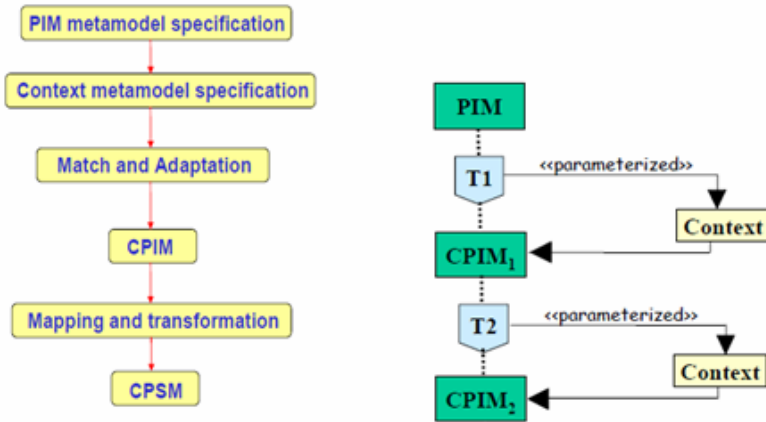 PIM metamodel specification
Context metamodel specification
Match and Adaptation
CPIM
Mapping and transformation
CPSM
PIM
T1
<<parameterized>>
Context
CPIM₁
T2
<<parameterized>>
Context
CPIM₂